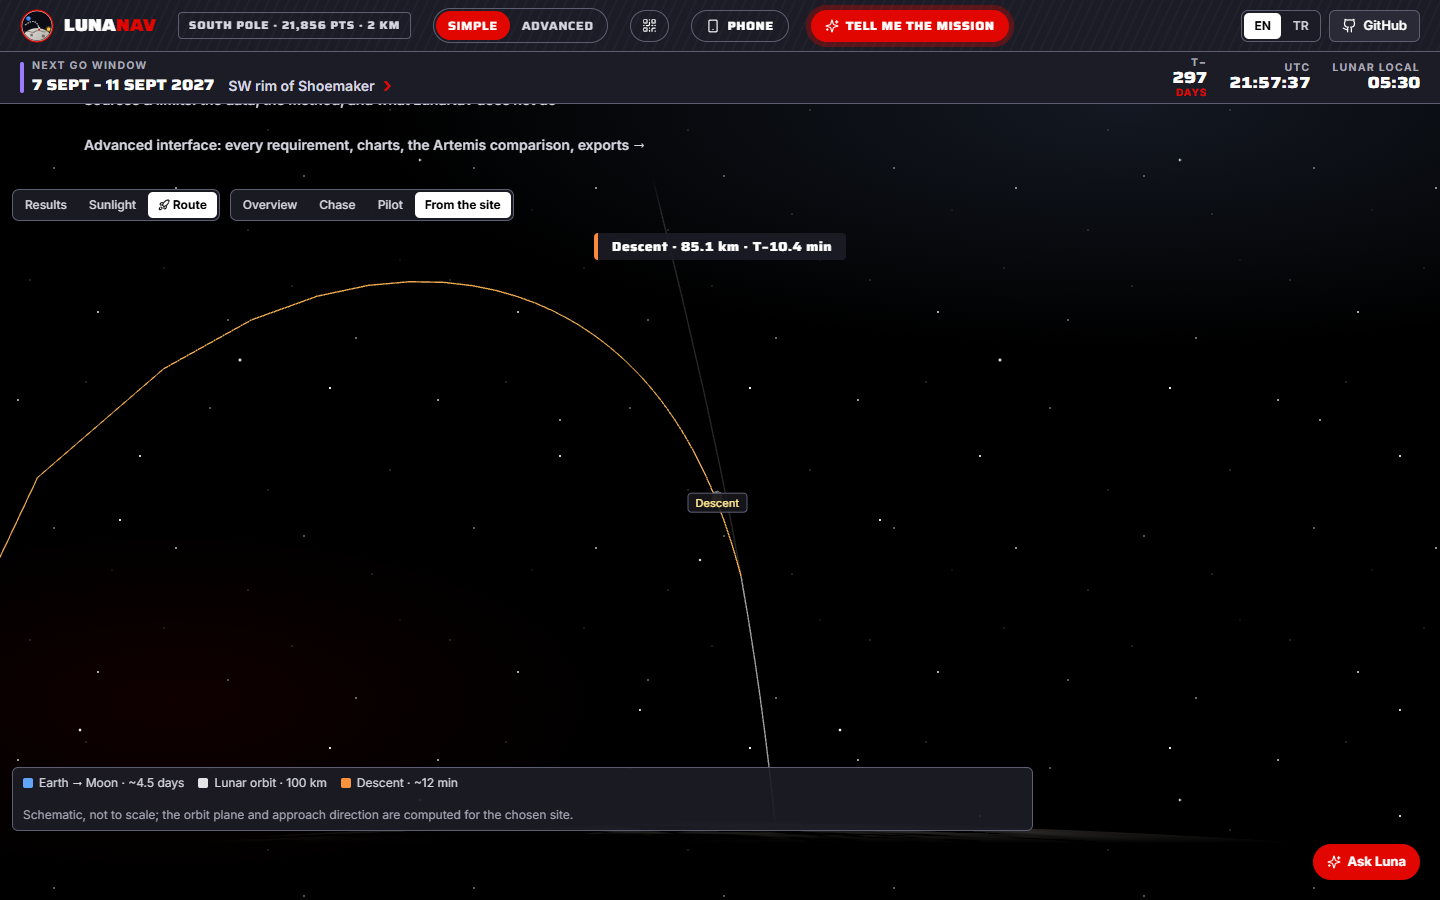 LUNANAV
SOUTH POLE · 21,856 PTS · 2 KM
SIMPLE
ADVANCED
PHONE
TELL ME THE MISSION
EN
TR
GitHub
NEXT GO WINDOW
7 SEPT – 11 SEPT 2027 SW rim of Shoemaker
T−
297
DAYS
UTC
21:57:37
LUNAR LOCAL
05:30
Advanced interface: every requirement, charts, the Artemis comparison, exports →
Results
Sunlight
Route
Overview
Chase
Pilot
From the site
Descent · 85.1 km · T−10.4 min
Descent
Earth → Moon · ~4.5 days
Lunar orbit · 100 km
Descent · ~12 min
Schematic, not to scale; the orbit plane and approach direction are computed for the chosen site.
Ask Luna